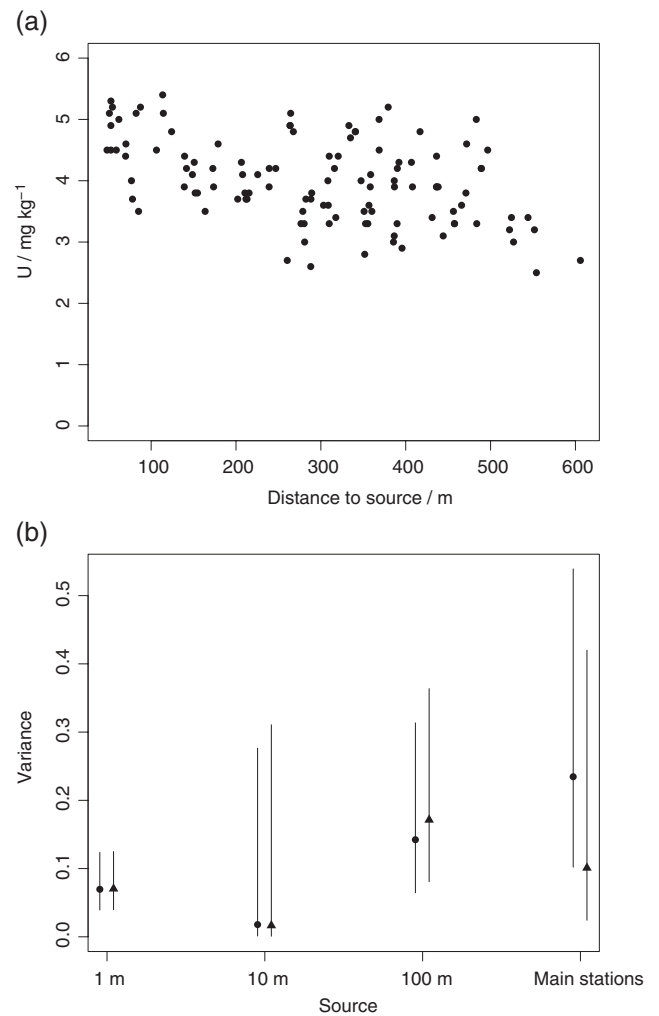 (a)
6
5
4
3
2
1
0
U / mg kg⁻¹
100 200 300 400 500 600
Distance to source / m
(b)
0.5
0.4
0.3
0.2
0.1
0.0
Variance
1 m 10 m 100 m Main stations
Source